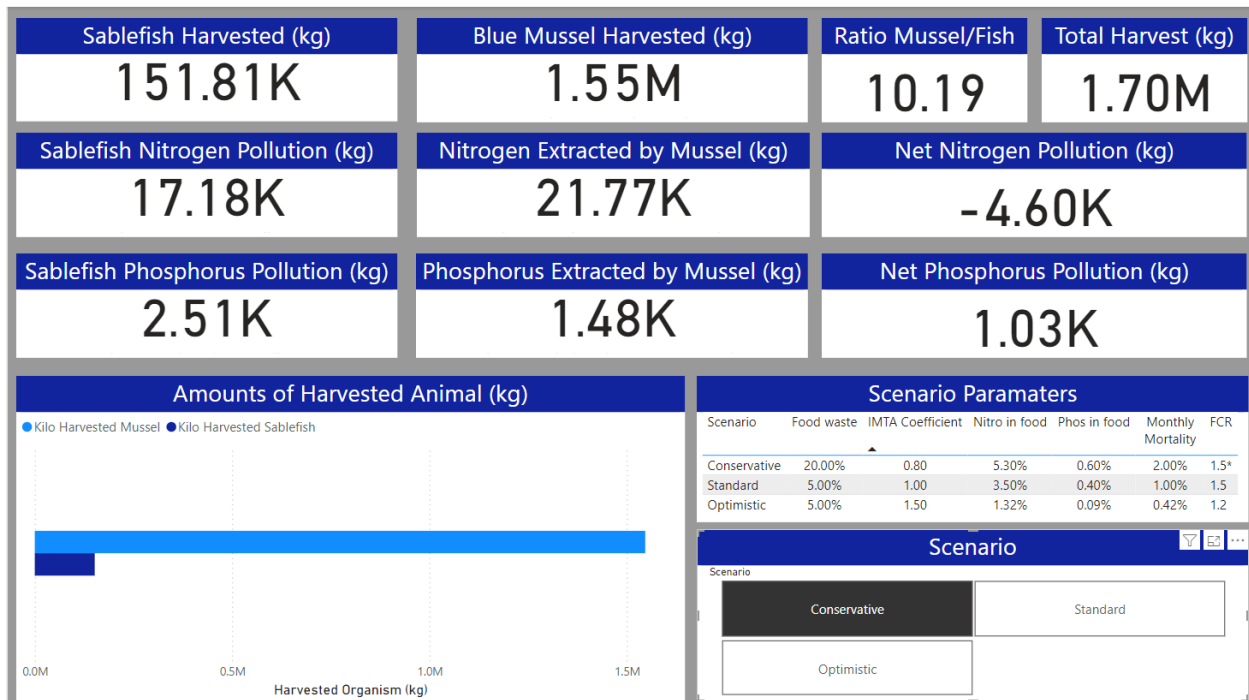 Sablefish Harvested (kg)
151.81K
Blue Mussel Harvested (kg)
1.55M
Ratio Mussel/Fish
10.19
Total Harvest (kg)
1.70M
Sablefish Nitrogen Pollution (kg)
17.18K
Nitrogen Extracted by Mussel (kg)
21.77K
Net Nitrogen Pollution (kg)
-4.60K
Sablefish Phosphorus Pollution (kg)
2.51K
Phosphorus Extracted by Mussel (kg)
1.48K
Net Phosphorus Pollution (kg)
1.03K
Amounts of Harvested Animal (kg)
Kilo Harvested Mussel Kilo Harvested Sablefish
0.0M 0.5M 1.0M 1.5M
Harvested Organism (kg)
Scenario Paramaters
Scenario Food waste IMTA Coefficient Nitro in food Phos in food Monthly Mortality FCR
Conservative 20.00% 0.80 5.30% 0.60% 2.00% 1.5*
Standard 5.00% 1.00 3.50% 0.40% 1.00% 1.5
Optimistic 5.00% 1.50 1.32% 0.09% 0.42% 1.2
Scenario
Scenario
Conservative
Standard
Optimistic